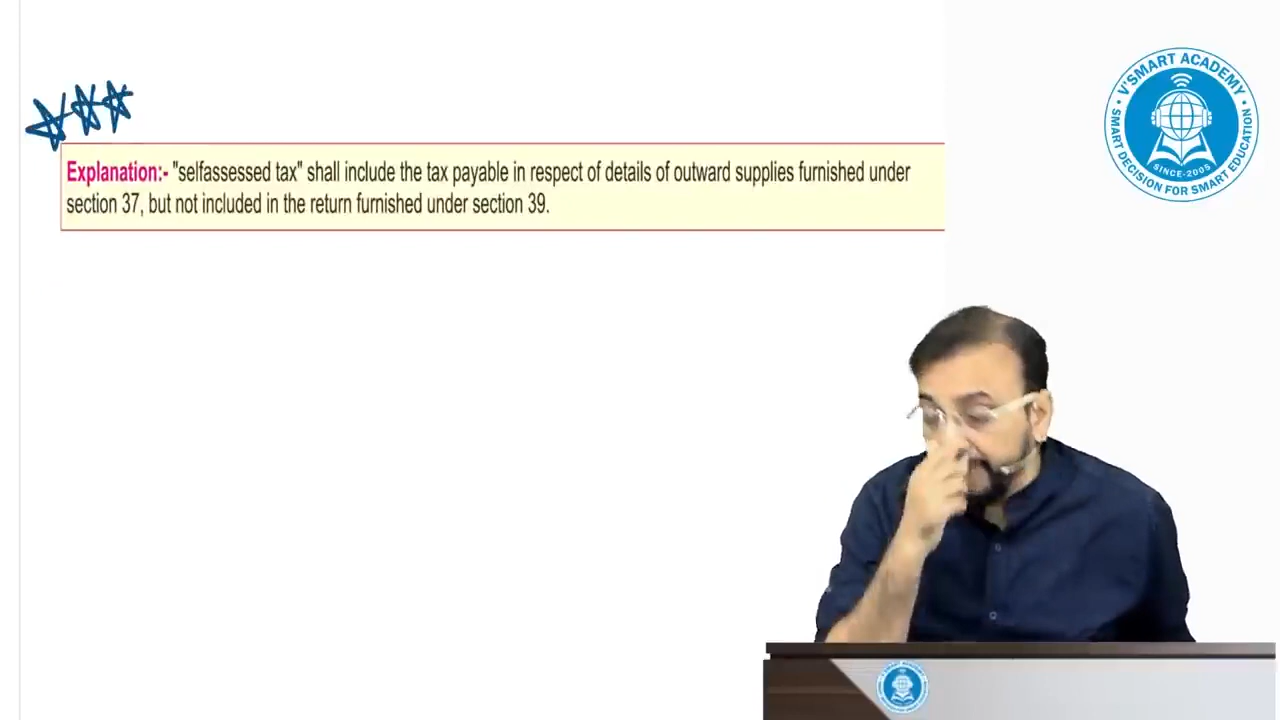 V'SMART ACADEMY
SMART DECISION FOR SMART EDUCATION
SINCE-2005
Explanation:- "selfassessed tax" shall include the tax payable in respect of details of outward supplies furnished under
section 37, but not included in the return furnished under section 39.